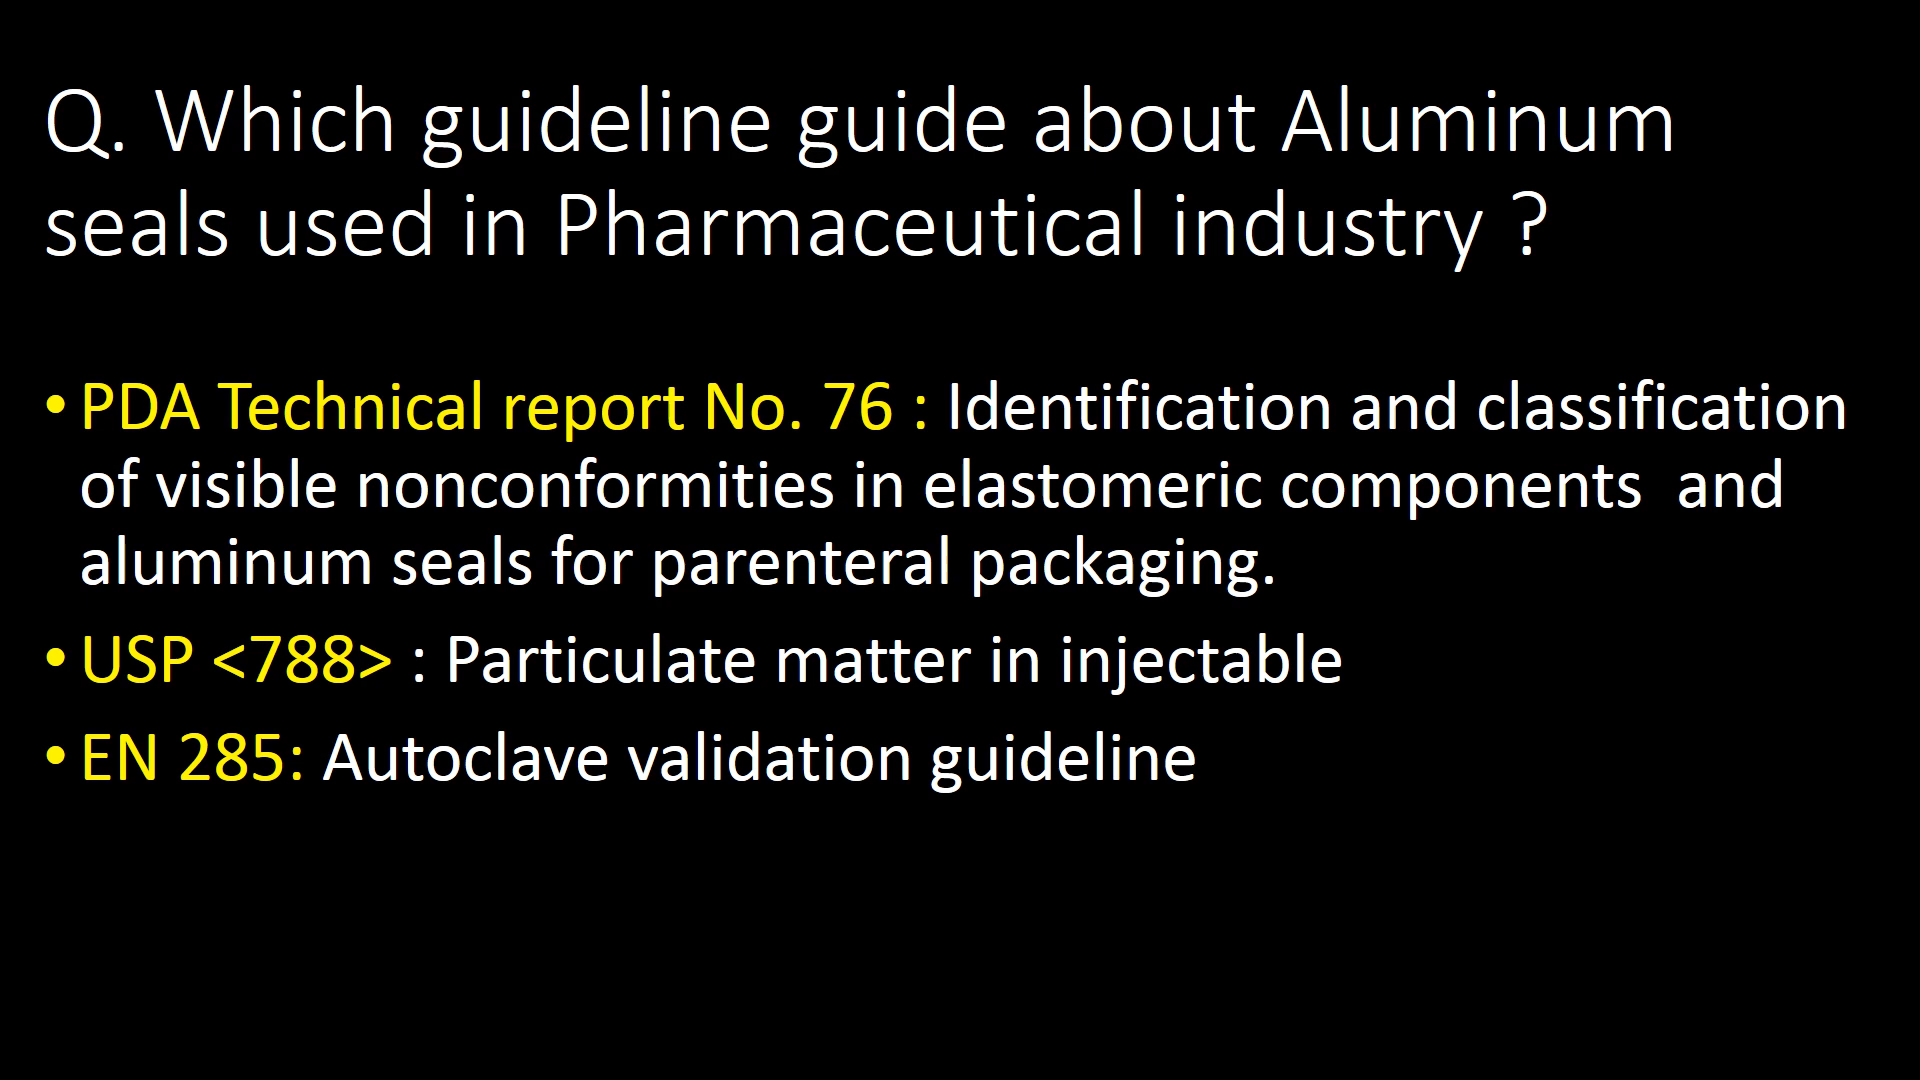 Q. Which guideline guide about Aluminum
seals used in Pharmaceutical industry ?
• PDA Technical report No. 76 : Identification and classification
of visible nonconformities in elastomeric components  and
aluminum seals for parenteral packaging.
• USP <788> : Particulate matter in injectable
• EN 285: Autoclave validation guideline